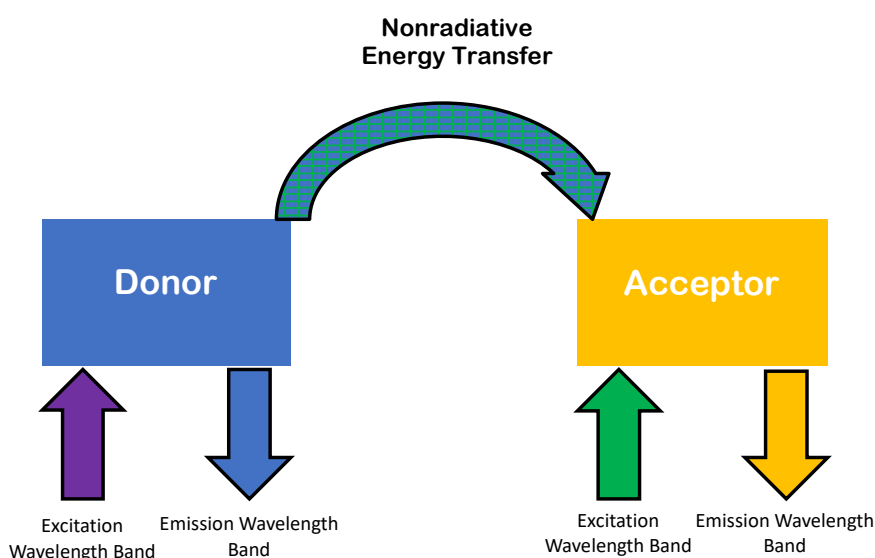 Nonradiative
Energy Transfer
Donor
Acceptor
Excitation
Wavelength Band
Emission Wavelength
Band
Excitation
Wavelength Band
Emission Wavelength
Band